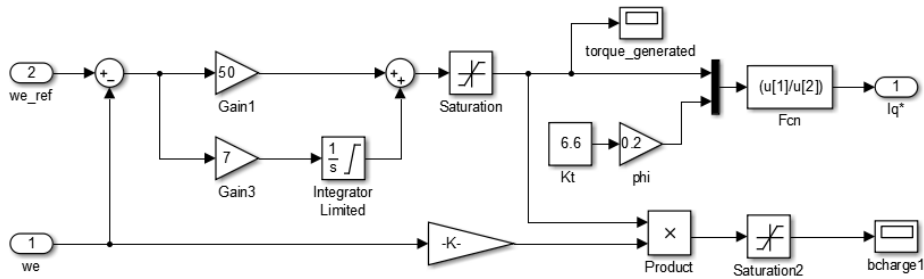 2
we_ref
+
−
50
Gain1
7
Gain3
1
s
Integrator
Limited
+
+
Saturation
torque_generated
6.6
Kt
0.2
phi
(u[1]/u[2])
Fcn
1
Iq*
1
we
-K-
×
Product
Saturation2
bcharge1